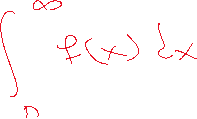 ∫^∞ f(x) dx